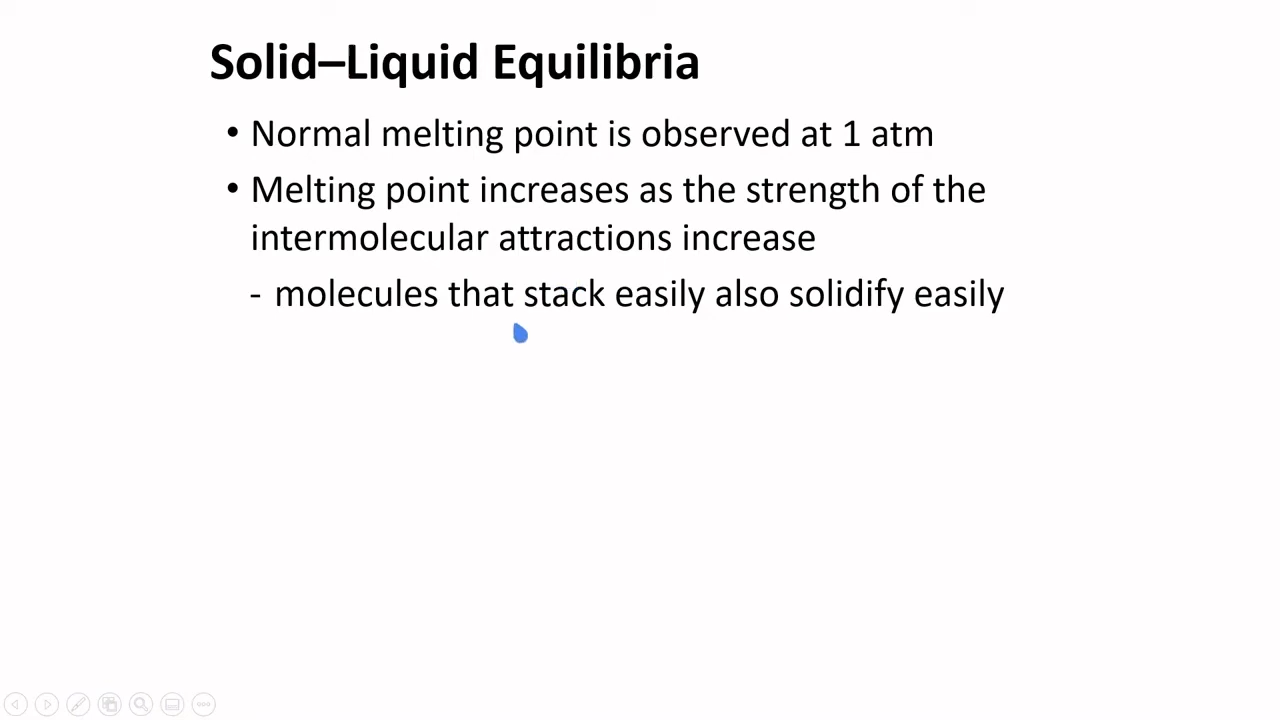 Solid–Liquid Equilibria
• Normal melting point is observed at 1 atm
• Melting point increases as the strength of the
intermolecular attractions increase
- molecules that stack easily also solidify easily